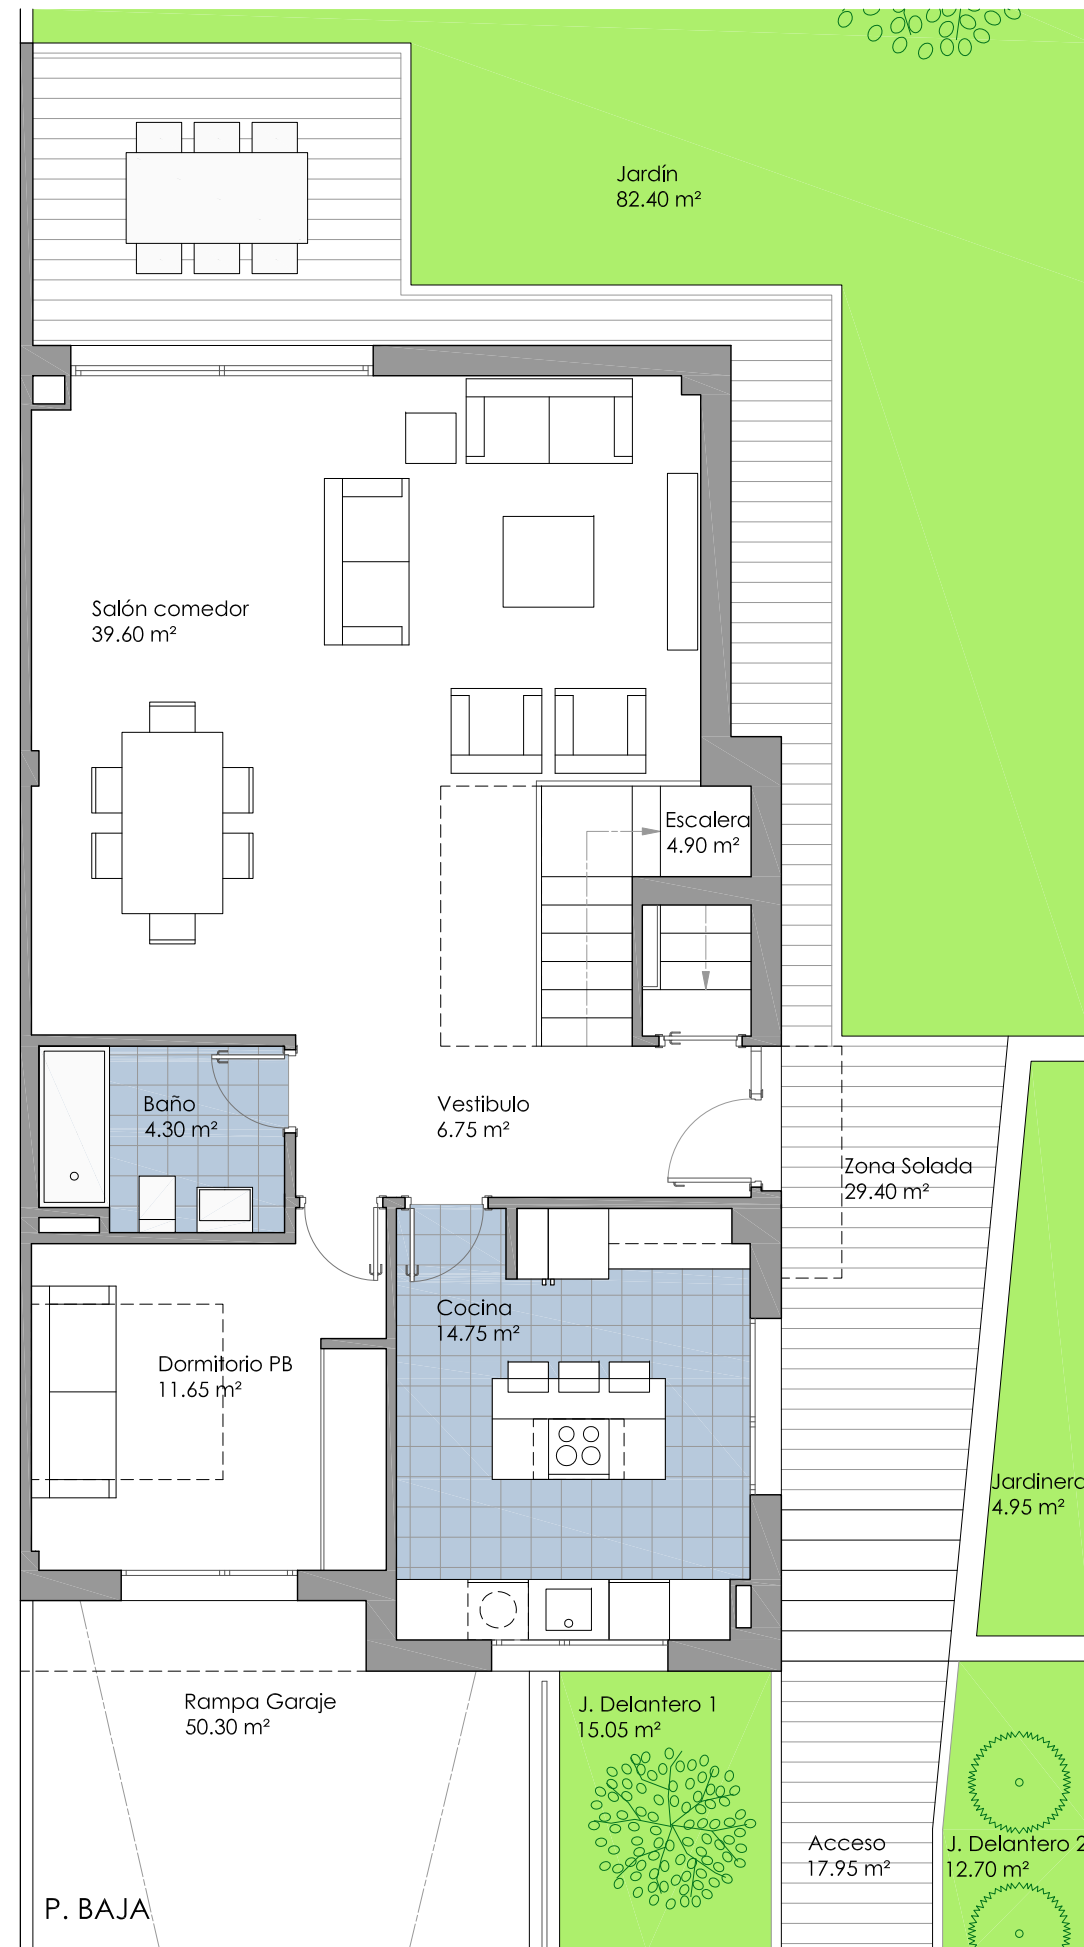 Jardín
82.40 m²
Salón comedor
39.60 m²
Escalera
4.90 m²
Baño
4.30 m²
Vestibulo
6.75 m²
Zona Solada
29.40 m²
Cocina
14.75 m²
Dormitorio PB
11.65 m²
Jardinera
4.95 m²
Rampa Garaje
50.30 m²
J. Delantero 1
15.05 m²
Acceso
17.95 m²
J. Delantero 2
12.70 m²
P. BAJA